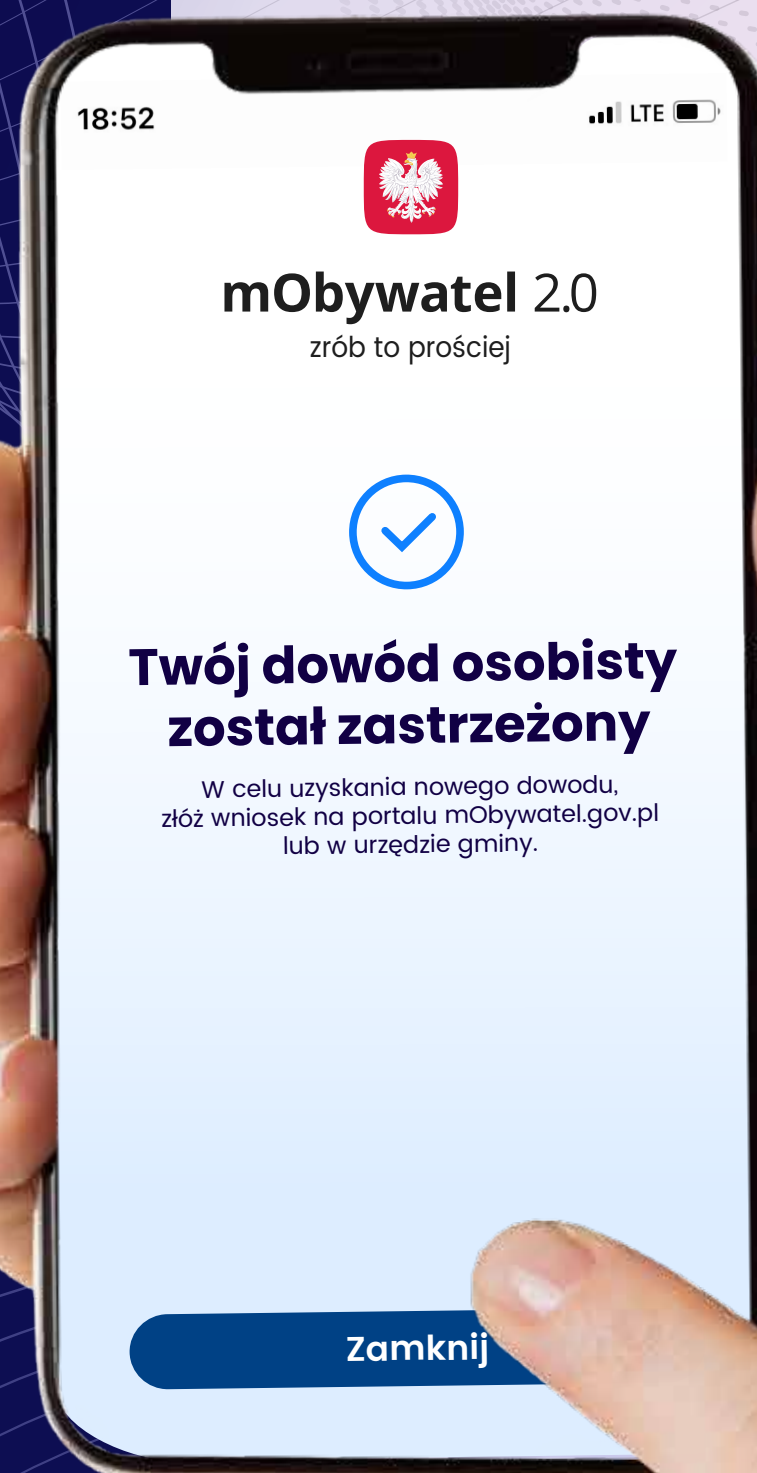 18:52
LTE
mObywatel 2.0
zrób to prościej
Twój dowód osobisty
został zastrzeżony
W celu uzyskania nowego dowodu,
złóż wniosek na portalu mObywatel.gov.pl
lub w urzędzie gminy.
Zamknij